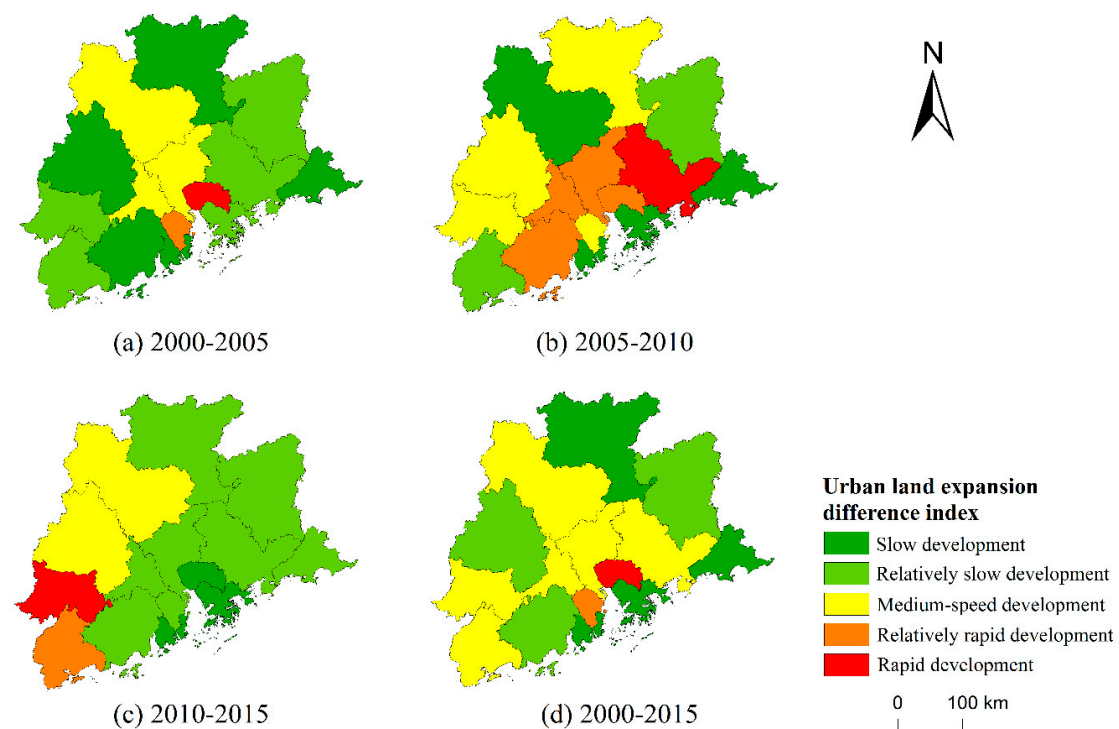 N
(a) 2000-2005
(b) 2005-2010
(c) 2010-2015
(d) 2000-2015
Urban land expansion
difference index
Slow development
Relatively slow development
Medium-speed development
Relatively rapid development
Rapid development
0 100 km